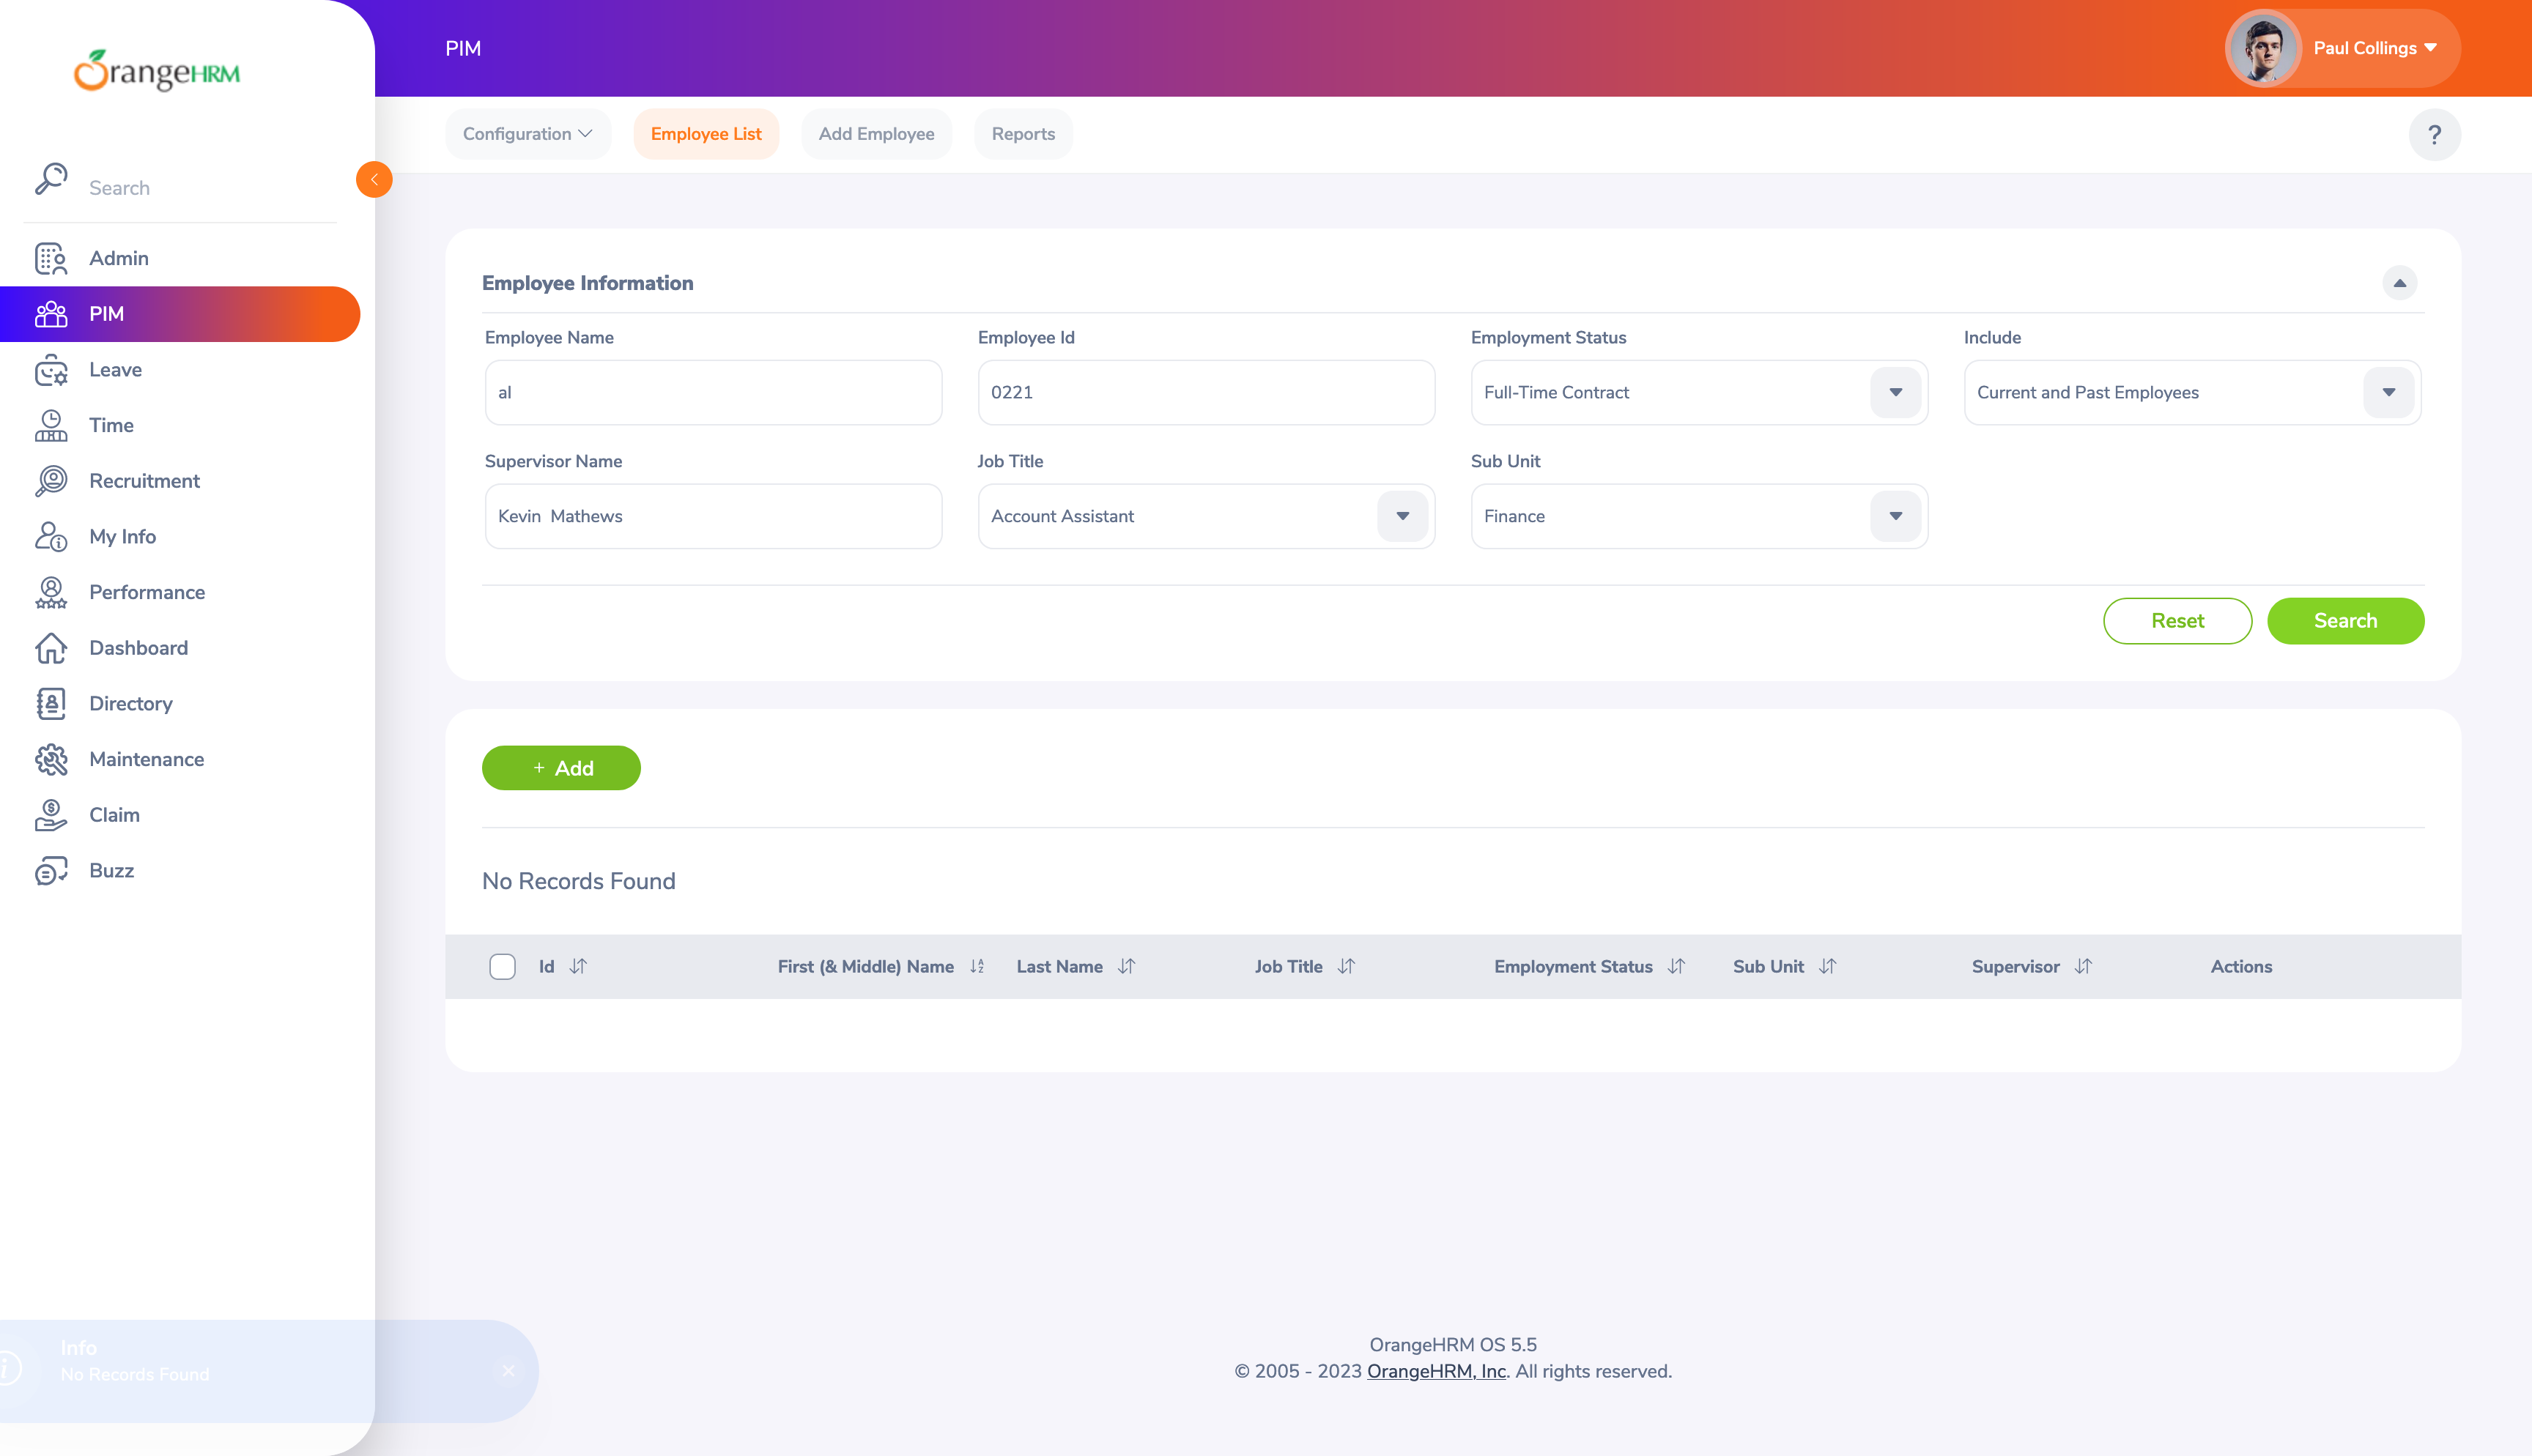 OrangeHRM
PIM
Paul Collings
Configuration
Employee List
Add Employee
Reports
?
Search
Admin
PIM
Leave
Time
Recruitment
My Info
Performance
Dashboard
Directory
Maintenance
Claim
Buzz
Employee Information
Employee Name
Employee Id
Employment Status
Include
al
0221
Full-Time Contract
Current and Past Employees
Supervisor Name
Job Title
Sub Unit
Kevin  Mathews
Account Assistant
Finance
Reset
Search
+ Add
No Records Found
Id
First (& Middle) Name
Last Name
Job Title
Employment Status
Sub Unit
Supervisor
Actions
Info
No Records Found
OrangeHRM OS 5.5
© 2005 - 2023 OrangeHRM, Inc. All rights reserved.